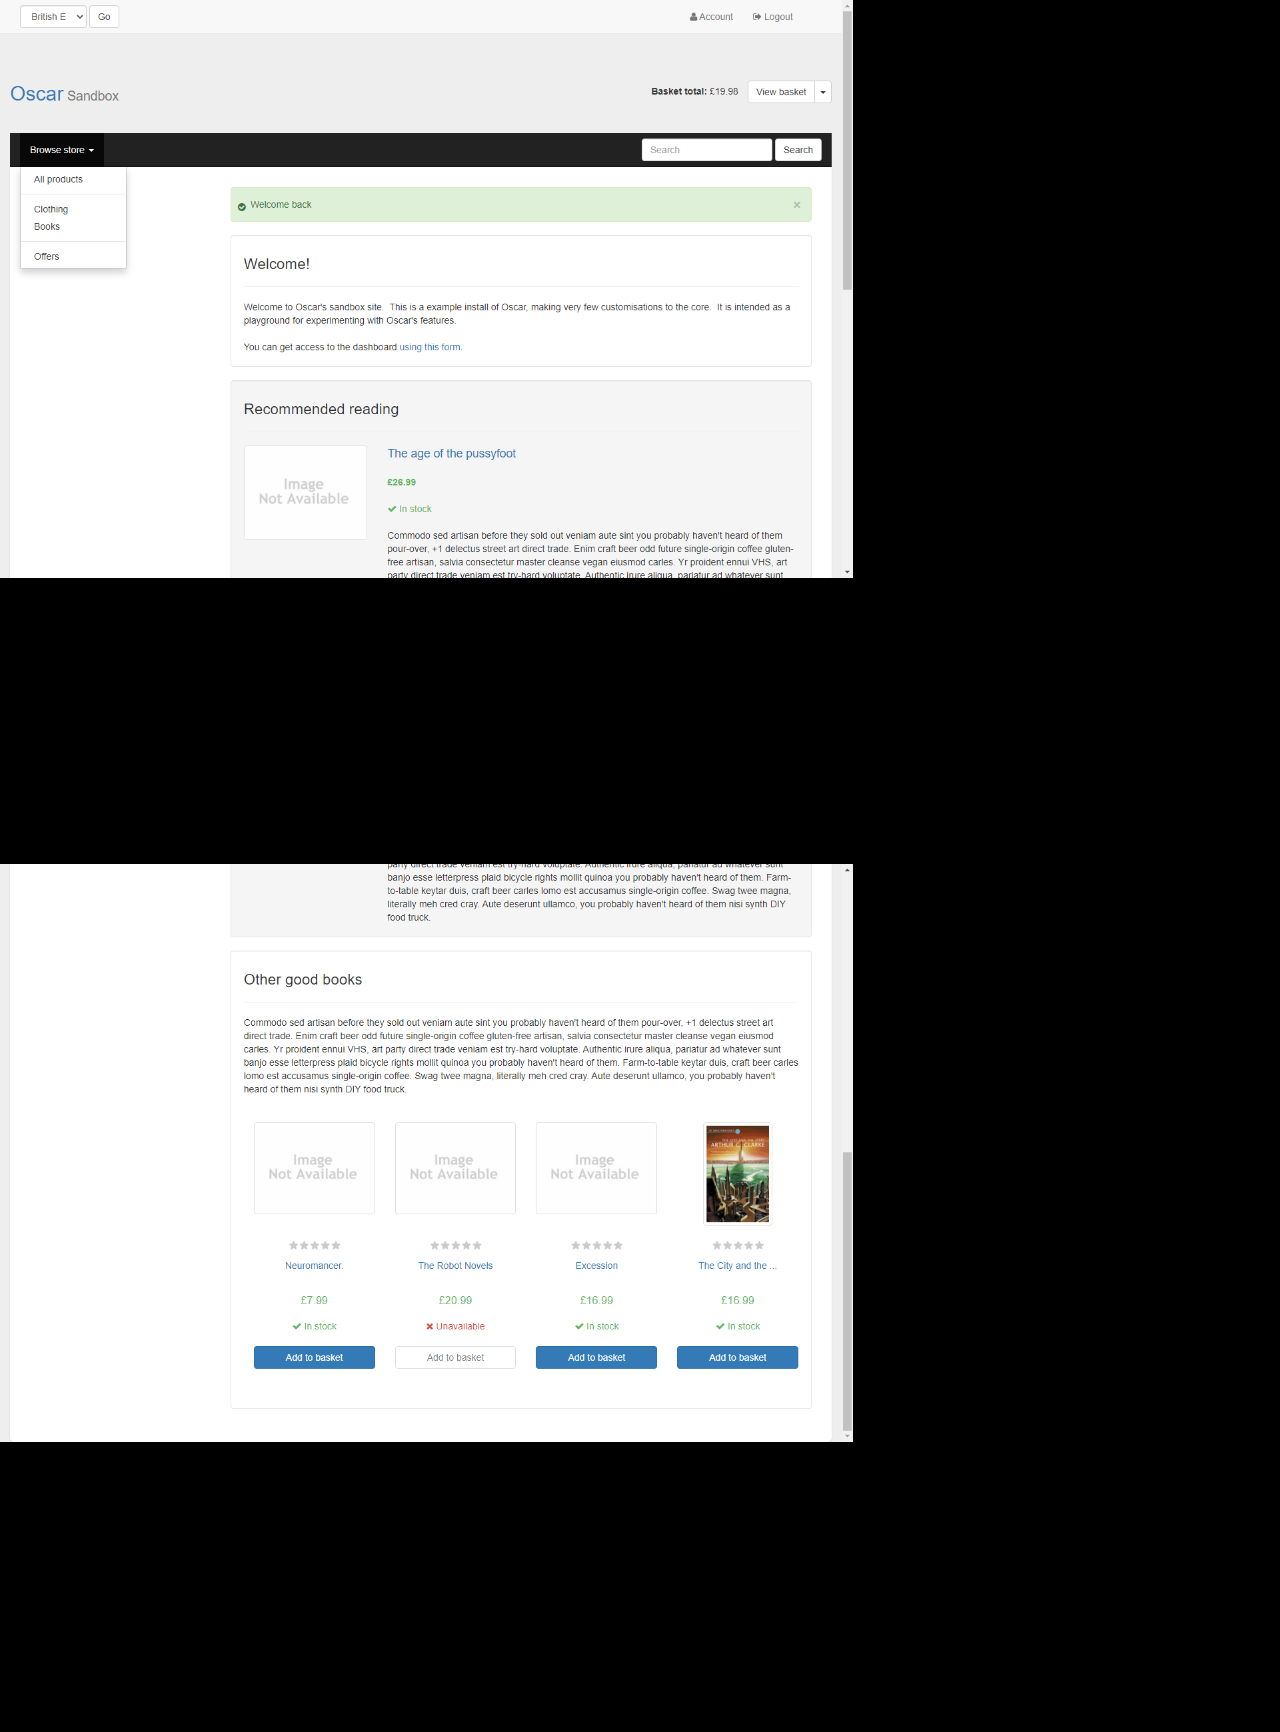 British E Go Account Logout
Oscar Sandbox
Basket total: £19.98 View basket
Browse store Search Search
All products
Clothing
Books
Offers
Welcome back ×
Welcome!
Welcome to Oscar's sandbox site. This is a example install of Oscar, making very few customisations to the core. It is intended as a
playground for experimenting with Oscar's features.
You can get access to the dashboard using this form.
Recommended reading
Image
Not Available
The age of the pussyfoot
£26.99
In stock
Commodo sed artisan before they sold out veniam aute sint you probably haven't heard of them
pour-over, +1 delectus street art direct trade. Enim craft beer odd future single-origin coffee gluten-
free artisan, salvia consectetur master cleanse vegan eiusmod carles. Yr proident ennui VHS, art
party direct trade veniam est try-hard voluptate. Authentic irure aliqua, pariatur ad whatever sunt
party direct trade veniam est try-hard voluptate. Authentic irure aliqua, pariatur ad whatever sunt
banjo esse letterpress plaid bicycle rights mollit quinoa you probably haven't heard of them. Farm-
to-table keytar duis, craft beer carles lomo est accusamus single-origin coffee. Swag twee magna,
literally meh cred cray. Aute deserunt ullamco, you probably haven't heard of them nisi synth DIY
food truck.
Other good books
Commodo sed artisan before they sold out veniam aute sint you probably haven't heard of them pour-over, +1 delectus street art
direct trade. Enim craft beer odd future single-origin coffee gluten-free artisan, salvia consectetur master cleanse vegan eiusmod
carles. Yr proident ennui VHS, art party direct trade veniam est try-hard voluptate. Authentic irure aliqua, pariatur ad whatever sunt
banjo esse letterpress plaid bicycle rights mollit quinoa you probably haven't heard of them. Farm-to-table keytar duis, craft beer carles
lomo est accusamus single-origin coffee. Swag twee magna, literally meh cred cray. Aute deserunt ullamco, you probably haven't
heard of them nisi synth DIY food truck.
Image Image Image
Not Available Not Available Not Available
ARTHUR C. CLARKE
Neuromancer. The Robot Novels Excession The City and the ...
£7.99 £20.99 £16.99 £16.99
In stock Unavailable In stock In stock
Add to basket Add to basket Add to basket Add to basket